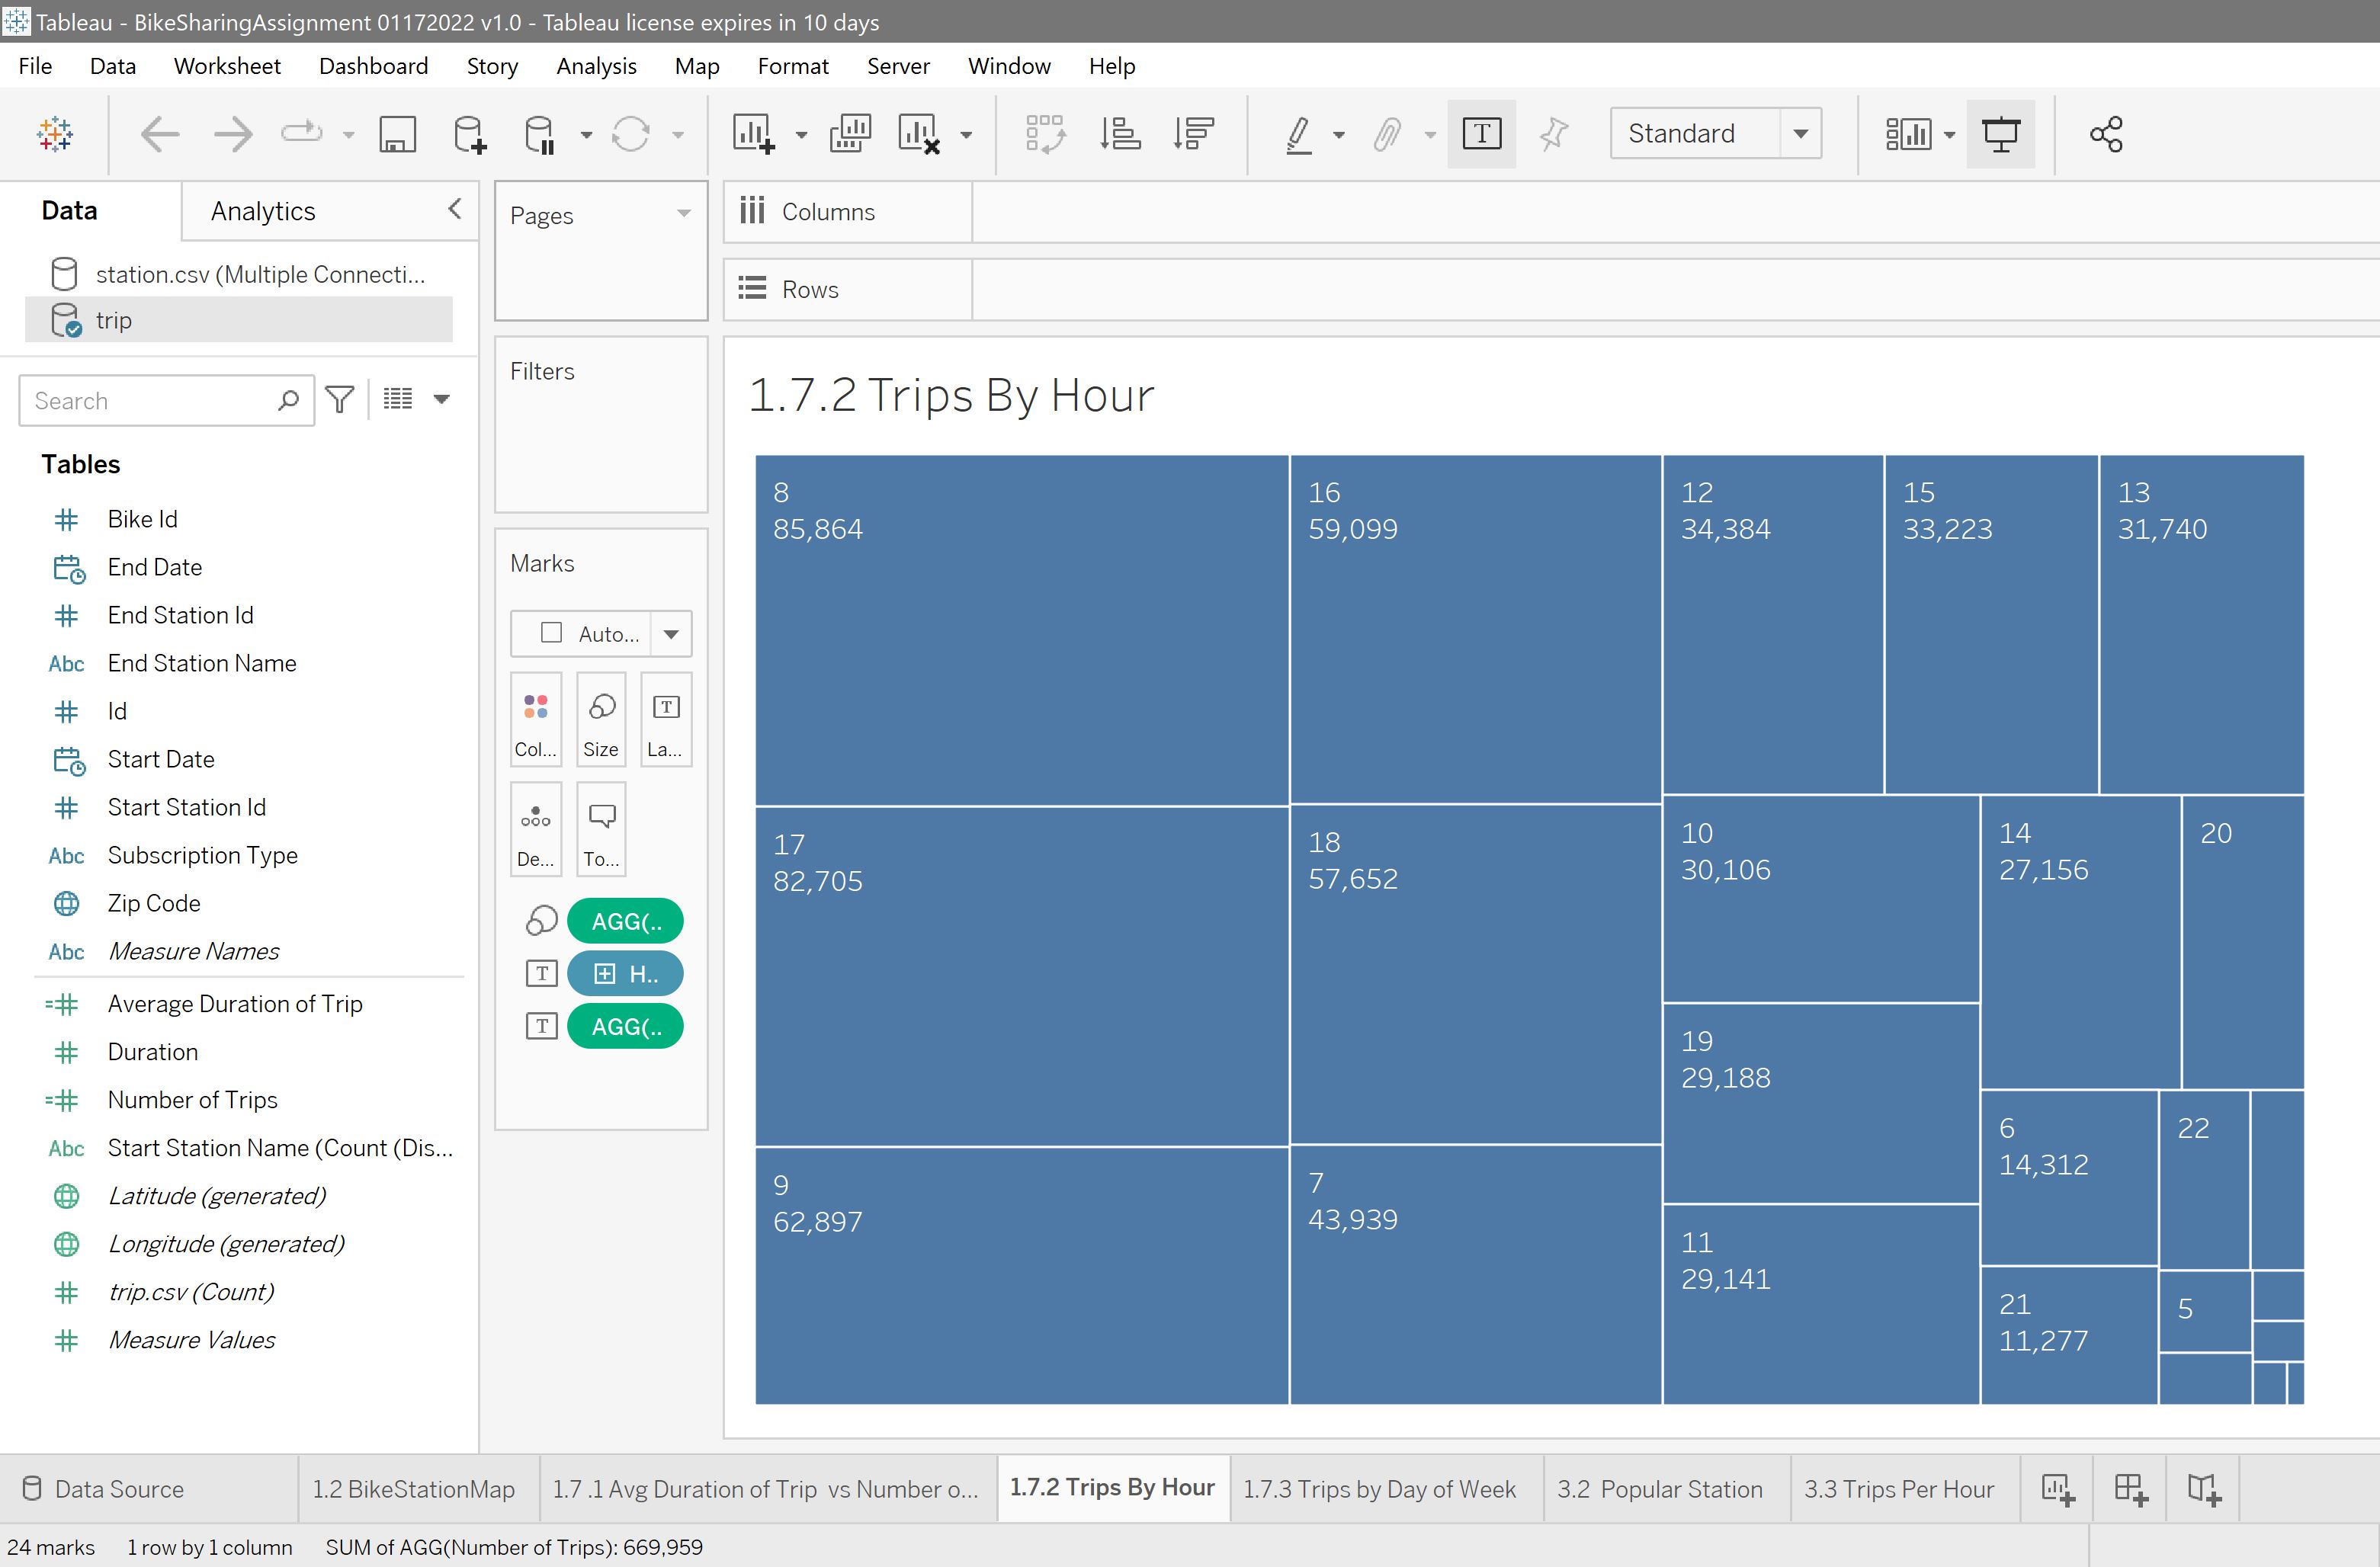 Tableau - BikeSharingAssignment 01172022 v1.0 - Tableau license expires in 10 days
File Data Worksheet Dashboard Story Analysis Map Format Server Window Help
T Standard
Data Analytics
station.csv (Multiple Connecti...
trip
Search
Tables
Bike Id
End Date
End Station Id
Abc End Station Name
Id
Start Date
Start Station Id
Abc Subscription Type
Zip Code
Abc Measure Names
=# Average Duration of Trip
# Duration
=# Number of Trips
Abc Start Station Name (Count (Dis...
Latitude (generated)
Longitude (generated)
# trip.csv (Count)
# Measure Values
Pages
Filters
Marks
Auto...
Col... Size La...
De... To...
AGG(..
T H..
T AGG(..
Columns
Rows
1.7.2 Trips By Hour
8
85,864
16
59,099
12
34,384
15
33,223
13
31,740
17
82,705
18
57,652
10
30,106
14
27,156
20
19
29,188
9
62,897
7
43,939
6
14,312
22
11
29,141
21
11,277
5
Data Source 1.2 BikeStationMap 1.7 .1 Avg Duration of Trip vs Number o... 1.7.2 Trips By Hour 1.7.3 Trips by Day of Week 3.2 Popular Station 3.3 Trips Per Hour
24 marks 1 row by 1 column SUM of AGG(Number of Trips): 669,959